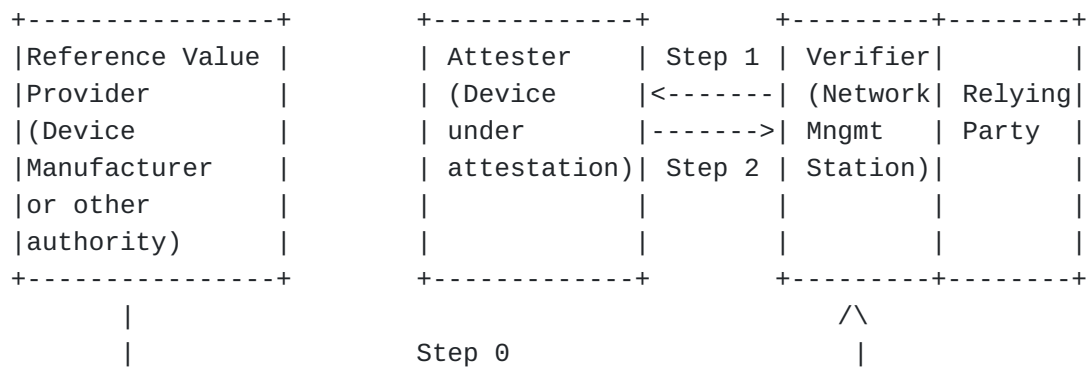 +----------------+        +-------------+        +---------+--------+
|Reference Value |        | Attester    | Step 1 | Verifier|        |
|Provider        |        | (Device     |<-------| (Network| Relying|
|(Device         |        | under       |------->| Mngmt   | Party  |
|Manufacturer    |        | attestation)| Step 2 | Station)|        |
|or other        |        |             |        |         |        |
|authority)      |        |             |        |         |        |
+----------------+        +-------------+        +---------+--------+
       |                                             /\
       |                  Step 0                      |